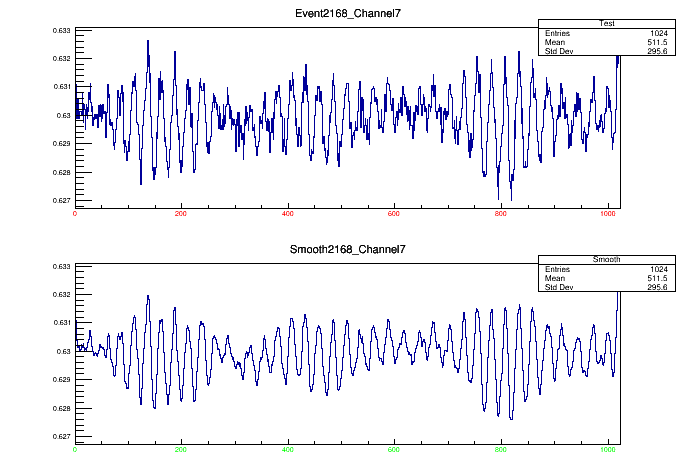 Event2168_Channel7
Test
Entries 1024
Mean 511.5
Std Dev 295.6
0.633
0.632
0.631
0.63
0.629
0.628
0.627
0 200 400 600 800 1000
Smooth2168_Channel7
Smooth
Entries 1024
Mean 511.5
Std Dev 295.6
0.633
0.632
0.631
0.63
0.629
0.628
0.627
0 200 400 600 800 1000